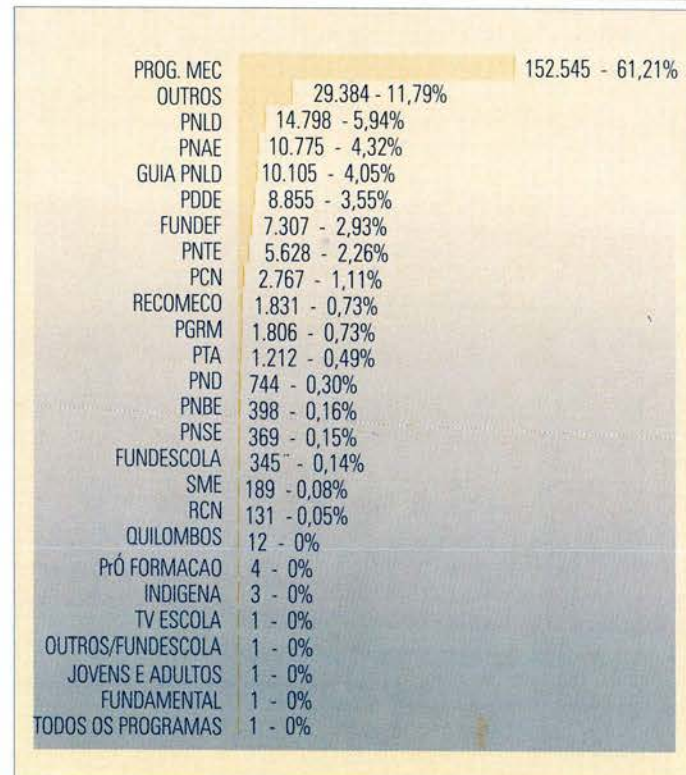 PROG. MEC 152.545 - 61,21%
OUTROS 29.384 - 11,79%
PNLD 14.798 - 5,94%
PNAE 10.775 - 4,32%
GUIA PNLD 10.105 - 4,05%
PDDE 8.855 - 3,55%
FUNDEF 7.307 - 2,93%
PNTE 5.628 - 2,26%
PCN 2.767 - 1,11%
RECOMECO 1.831 - 0,73%
PGRM 1.806 - 0,73%
PTA 1.212 - 0,49%
PND 744 - 0,30%
PNBE 398 - 0,16%
PNSE 369 - 0,15%
FUNDESCOLA 345 - 0,14%
SME 189 - 0,08%
RCN 131 - 0,05%
QUILOMBOS 12 - 0%
PrÓ FORMACAO 4 - 0%
INDIGENA 3 - 0%
TV ESCOLA 1 - 0%
OUTROS/FUNDESCOLA 1 - 0%
JOVENS E ADULTOS 1 - 0%
FUNDAMENTAL 1 - 0%
TODOS OS PROGRAMAS 1 - 0%